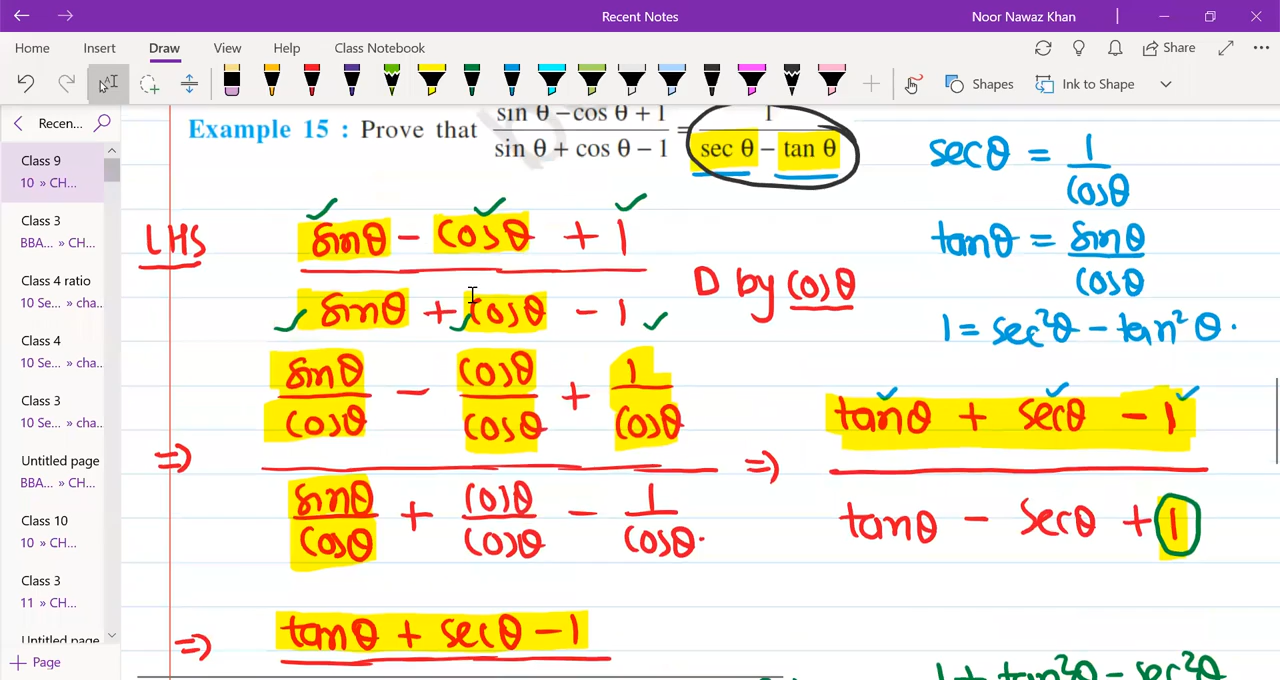 Recent Notes
Noor Nawaz Khan
Home Insert Draw View Help Class Notebook
Share
Shapes
Ink to Shape
Recen...
Class 9
10 » CH...
Class 3
BBA... » CH...
Class 4 ratio
10 Se... » cha..
Class 4
10 Se... » cha..
Class 3
10 Se... » cha..
Untitled page
BBA... » CH...
Class 10
10 » CH...
Class 3
11 » CH...
Untitled page
+ Page
Example 15 : Prove that (sin θ – cos θ + 1)/(sin θ + cos θ – 1) = 1/(sec θ – tan θ)
secθ = 1/cosθ
tanθ = sinθ/cosθ
1 = sec²θ – tan²θ.
LHS
sinθ – cosθ + 1
sinθ + cosθ – 1
D by cosθ
=> sinθ/cosθ – cosθ/cosθ + 1/cosθ
sinθ/cosθ + cosθ/cosθ – 1/cosθ.
=> tanθ + secθ – 1
tanθ – secθ + 1
=> tanθ + secθ – 1
1 + tan²θ = sec²θ